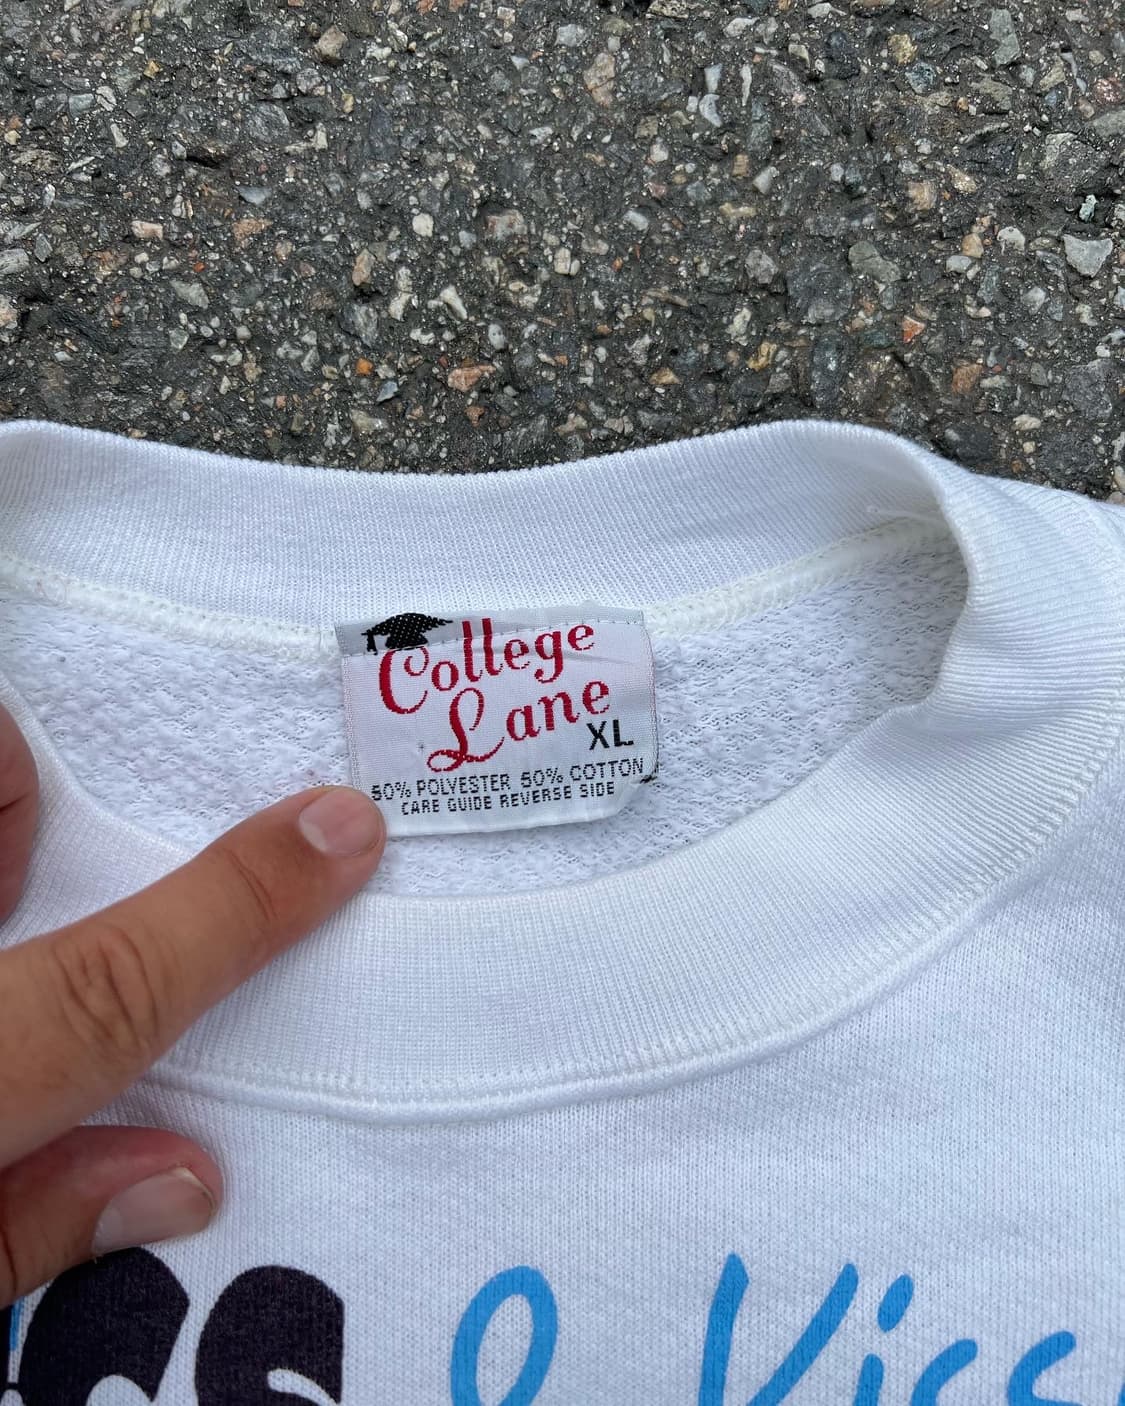 College
Lane
XL
50% POLYESTER 50% COTTON
CARE GUIDE REVERSE SIDE